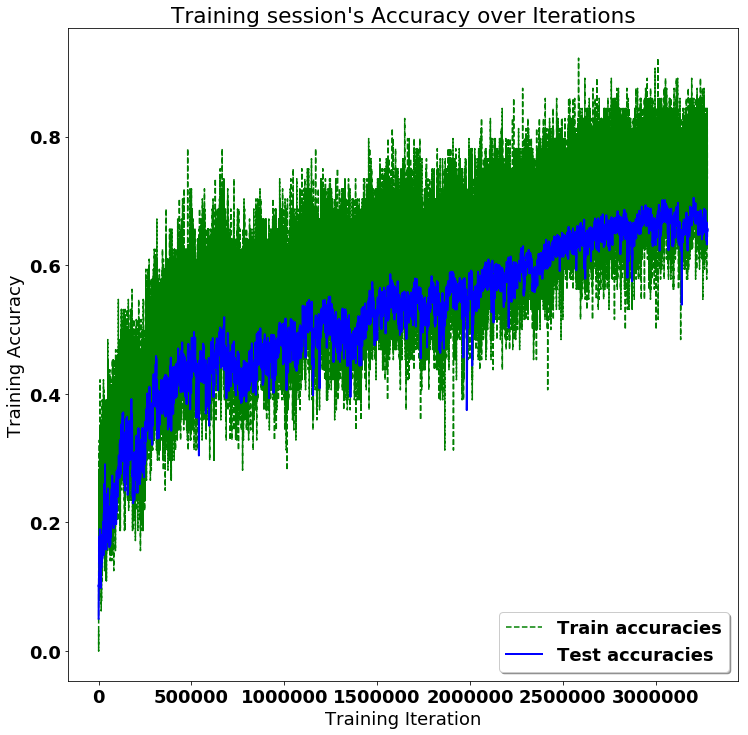 Training session's Accuracy over Iterations
Training Accuracy
0.8
0.6
0.4
0.2
0.0
Train accuracies
Test accuracies
0 500000 1000000 1500000 2000000 2500000 3000000
Training Iteration